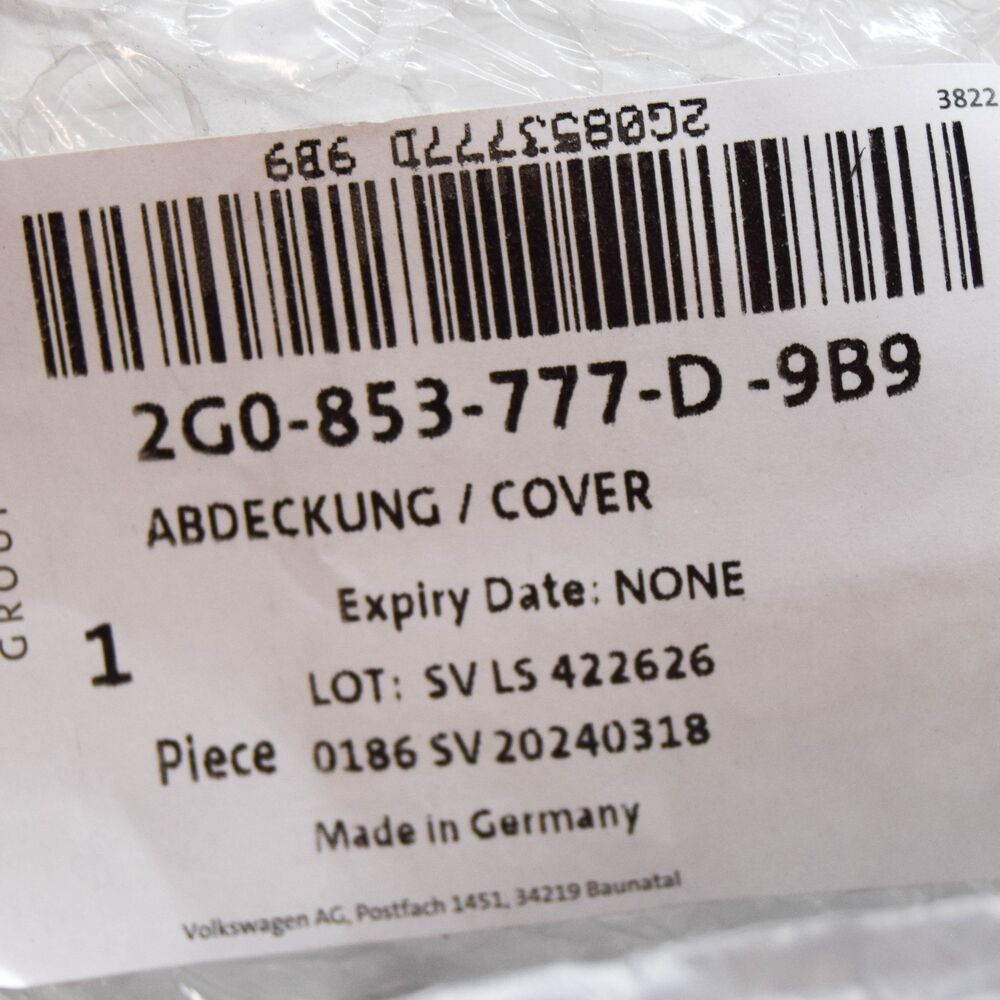 3822
2G0853777D 9B9
2G0-853-777-D -9B9
ABDECKUNG / COVER
Expiry Date: NONE
1
LOT: SV LS 422626
Piece 0186 SV 20240318
Made in Germany
Volkswagen AG, Postfach 1451, 34219 Baunatal
GROUP